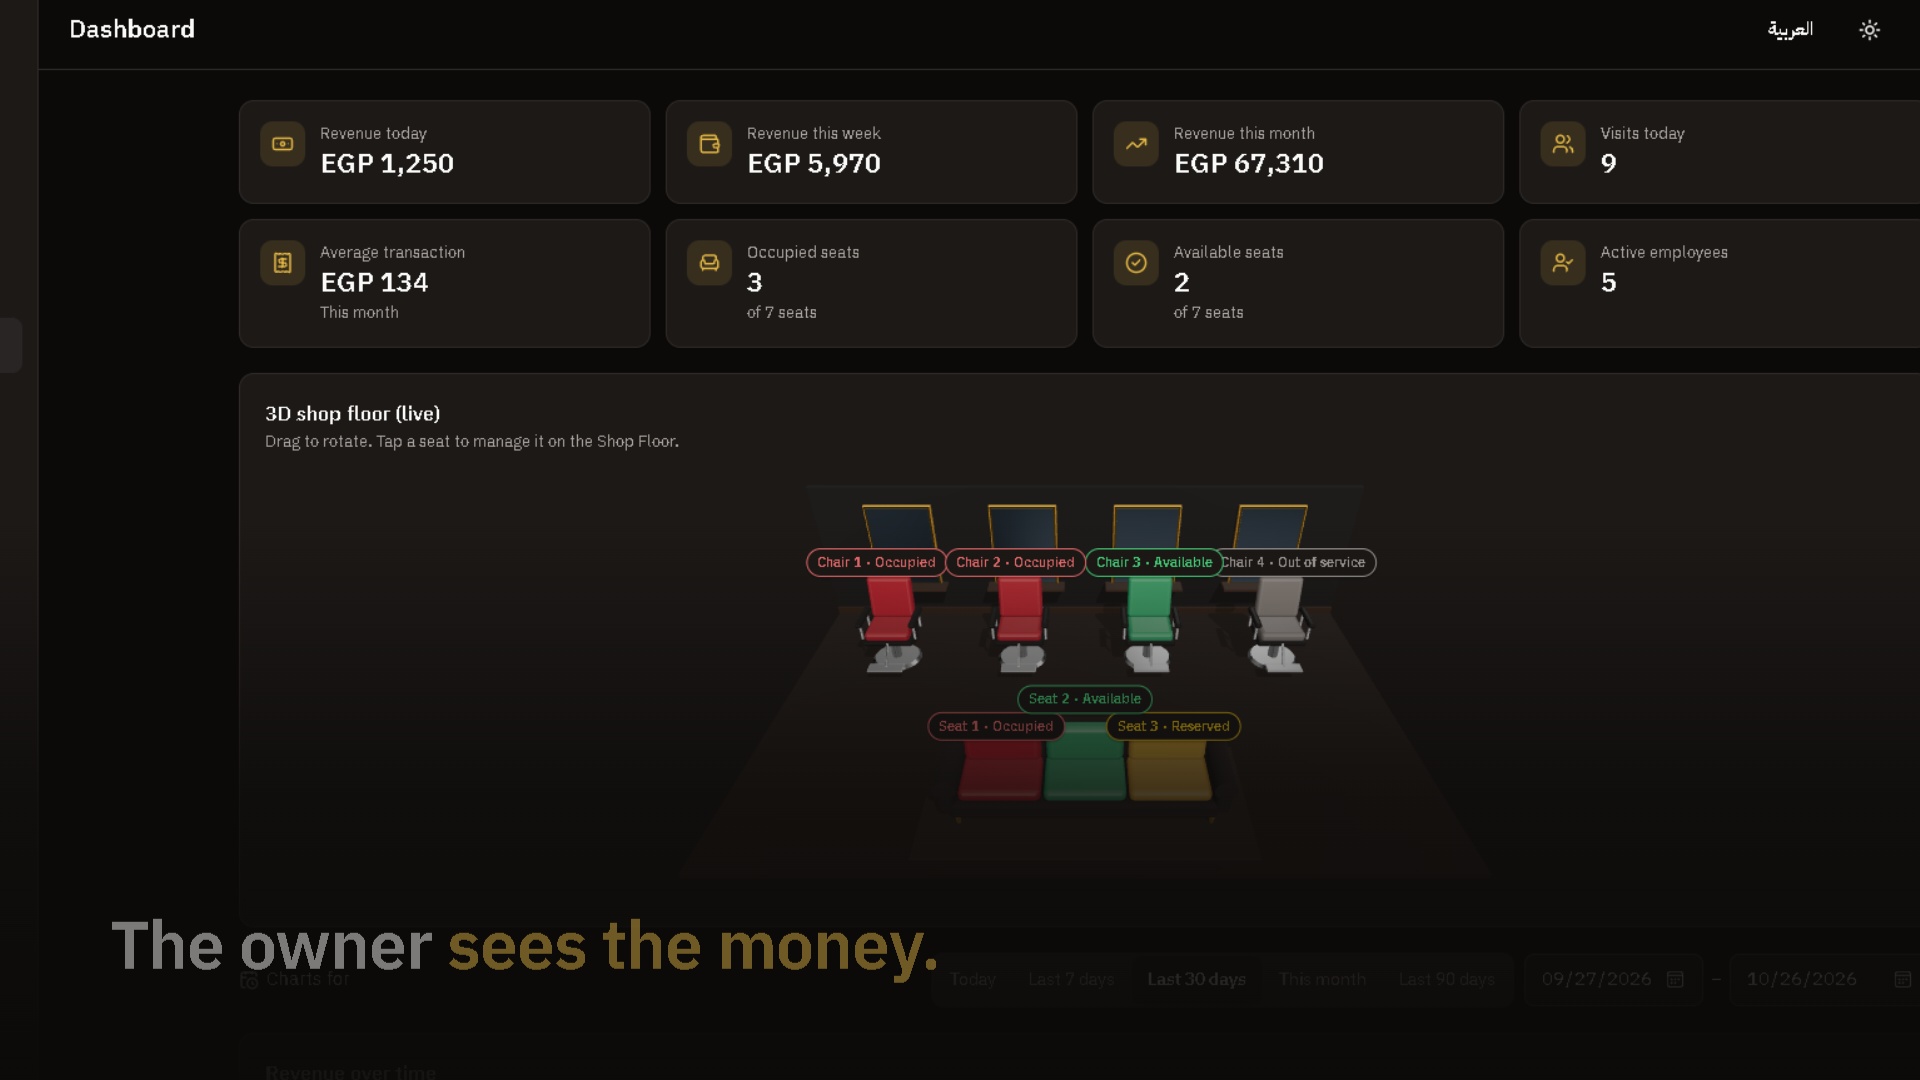 Dashboard
العربية
Revenue today
EGP 1,250
Revenue this week
EGP 5,970
Revenue this month
EGP 67,310
Visits today
9
Average transaction
EGP 134
This month
Occupied seats
3
of 7 seats
Available seats
2
of 7 seats
Active employees
5
3D shop floor (live)
Drag to rotate. Tap a seat to manage it on the Shop Floor.
Chair 1 · Occupied
Chair 2 · Occupied
Chair 3 · Available
Chair 4 · Out of service
Seat 2 · Available
Seat 1 · Occupied
Seat 3 · Reserved
The owner sees the money.
Charts for
Today
Last 7 days
Last 30 days
This month
Last 90 days
09/27/2026
–
10/26/2026
Revenue over time